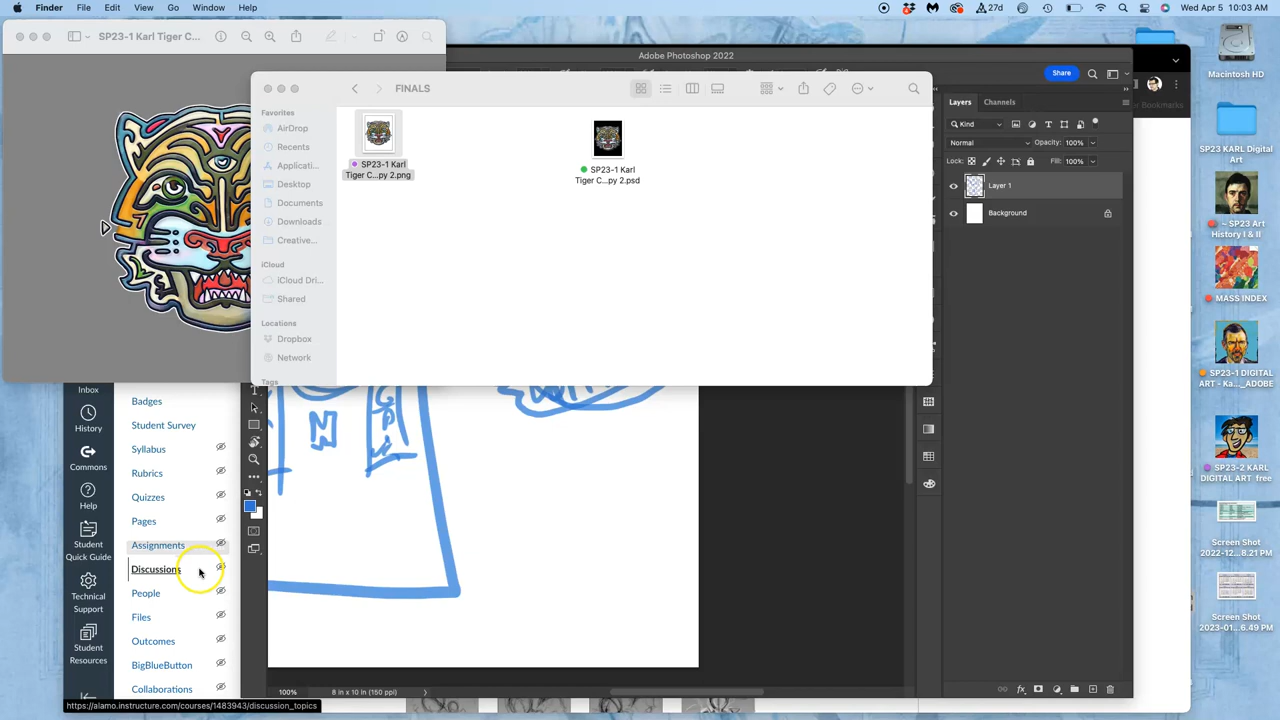 Finder File Edit View Go Window Help
27d
Wed Apr 5 10:03 AM
SP23-1 Karl Tiger C...
Adobe Photoshop 2022
Share
FINALS
Favorites
AirDrop
Recents
Applicati...
Desktop
Documents
Downloads
Creative...
iCloud
iCloud Dri...
Shared
Locations
Dropbox
Network
Tags
SP23-1 Karl
Tiger C...py 2.png
SP23-1 Karl
Tiger C...py 2.psd
Layers Channels
Kind
Normal Opacity: 100%
Lock: Fill: 100%
Layer 1
Background
r Bookmarks
Macintosh HD
SP23 KARL Digital
Art
~ SP23 Art
History I & II
MASS INDEX
SP23-1 DIGITAL
ART - Ka..._ADOBE
SP23-2 KARL
DIGITAL ART free
Screen Shot
2022-12...8.21 PM
Screen Shot
2023-01...6.49 PM
Inbox
History
Commons
Help
Student
Quick Guide
Technical
Support
Student
Resources
Badges
Student Survey
Syllabus
Rubrics
Quizzes
Pages
Assignments
Discussions
People
Files
Outcomes
BigBlueButton
Collaborations
100% 8 in x 10 in (150 ppi)
https://alamo.instructure.com/courses/1483943/discussion_topics